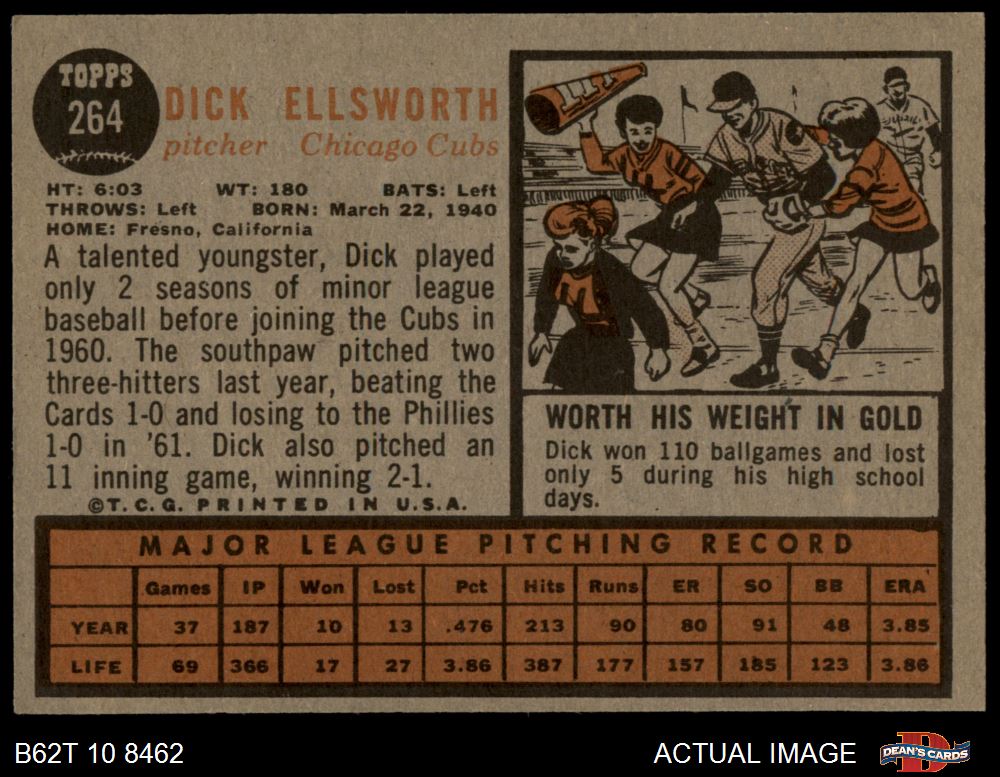 TOPPS
264
DICK ELLSWORTH
pitcher Chicago Cubs
HT: 6:03 WT: 180 BATS: Left
THROWS: Left BORN: March 22, 1940
HOME: Fresno, California
A talented youngster, Dick played
only 2 seasons of minor league
baseball before joining the Cubs in
1960. The southpaw pitched two
three-hitters last year, beating the
Cards 1-0 and losing to the Phillies
1-0 in '61. Dick also pitched an
11 inning game, winning 2-1.
©T.C.G. PRINTED IN U.S.A.
WORTH HIS WEIGHT IN GOLD
Dick won 110 ballgames and lost
only 5 during his high school
days.
MAJOR LEAGUE PITCHING RECORD
Games IP Won Lost Pct Hits Runs ER SO BB ERA
YEAR 37 187 10 13 .476 213 90 80 91 48 3.85
LIFE 69 366 17 27 3.86 387 177 157 185 123 3.86
B62T 10 8462
ACTUAL IMAGE
DEAN'S CARDS